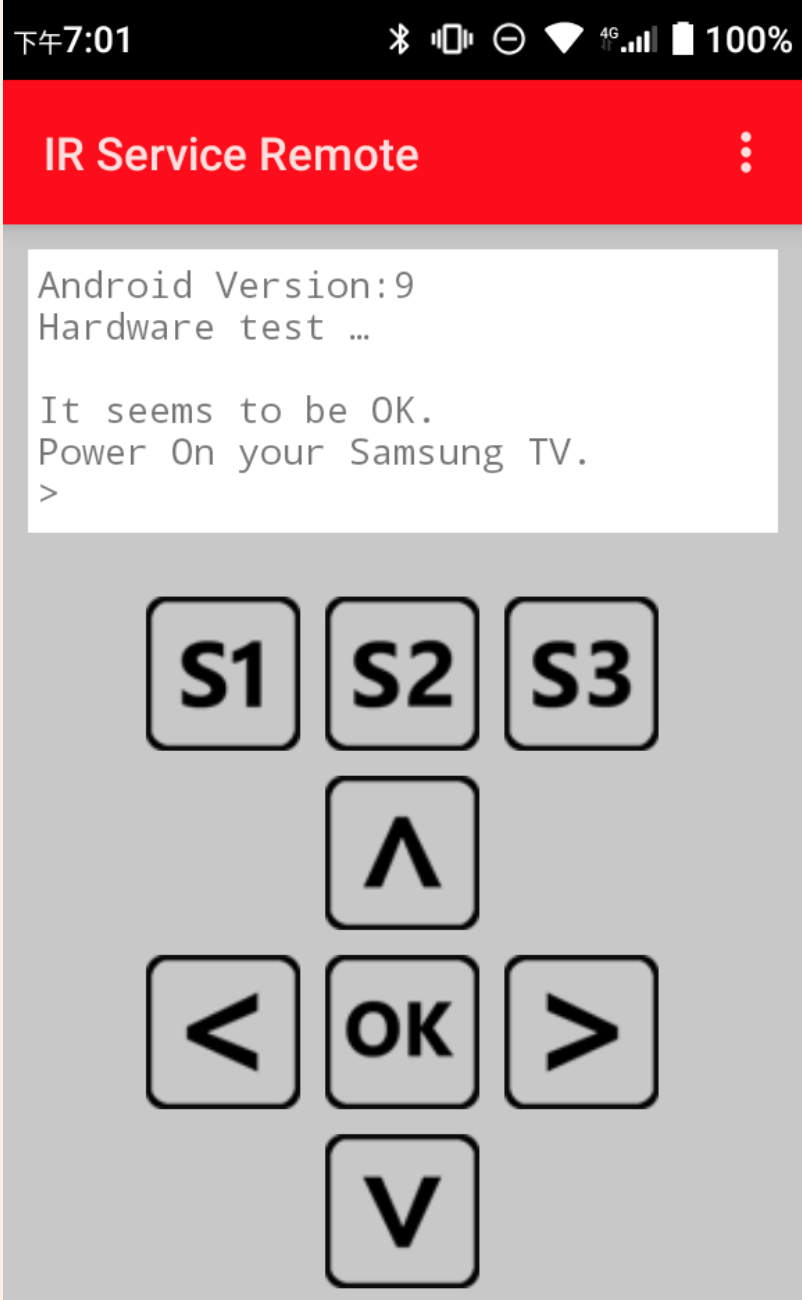 下午7:01
4G
100%
IR Service Remote
Android Version:9
Hardware test …
It seems to be OK.
Power On your Samsung TV.
>
S1 S2 S3
Λ
< OK >
V